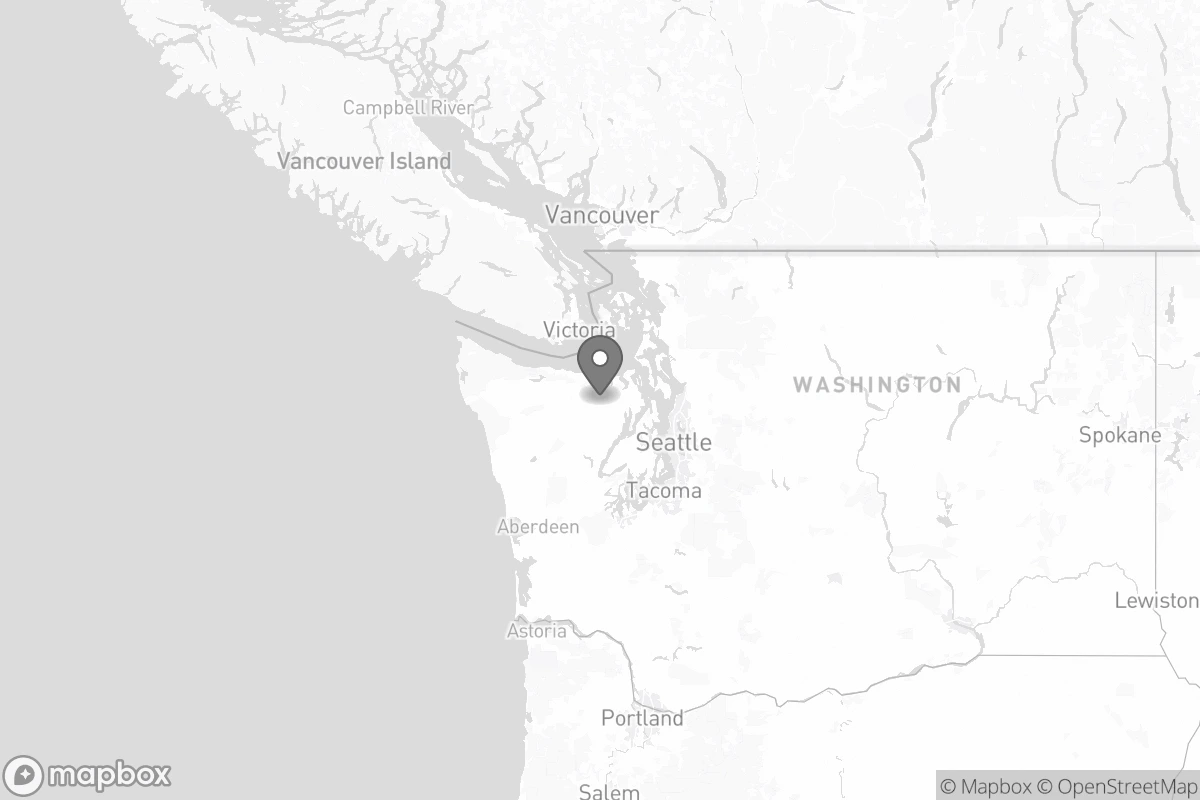 Campbell River
Vancouver Island
Vancouver
Victoria
WASHINGTON
Spokane
Seattle
Tacoma
Aberdeen
Lewiston
Astoria
Portland
Salem
mapbox
© Mapbox © OpenStreetMap